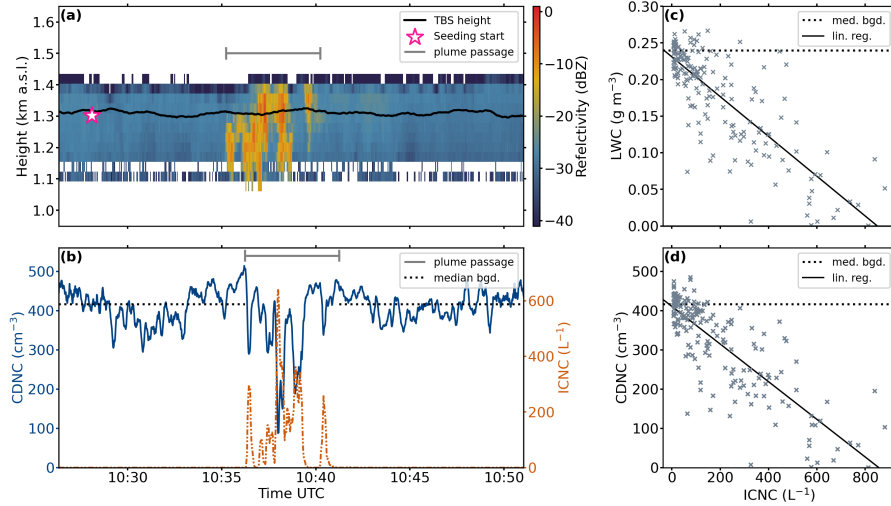 (a)
TBS height
Seeding start
plume passage
Height (km a.s.l.)
1.6
1.5
1.4
1.3
1.2
1.1
1.0
Refelctivity (dBZ)
0
−10
−20
−30
−40
(b)
plume passage
median bgd.
CDNC (cm⁻³)
500
400
300
200
100
0
ICNC (L⁻¹)
600
400
200
0
10:30
10:35
10:40
10:45
10:50
Time UTC
(c)
med. bgd.
lin. reg.
LWC (g m⁻³)
0.30
0.25
0.20
0.15
0.10
0.05
0.00
(d)
med. bgd.
lin. reg.
CDNC (cm⁻³)
500
400
300
200
100
0
0
200
400
600
800
ICNC (L⁻¹)